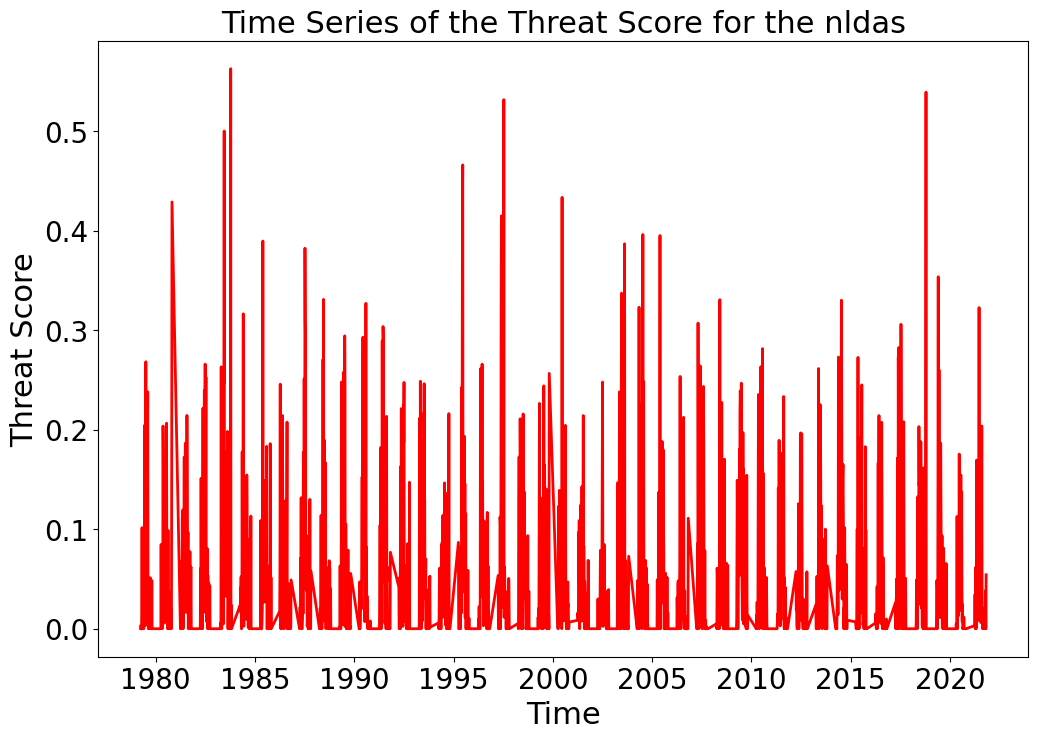 Time Series of the Threat Score for the nldas
Threat Score
0.5
0.4
0.3
0.2
0.1
0.0
1980 1985 1990 1995 2000 2005 2010 2015 2020
Time